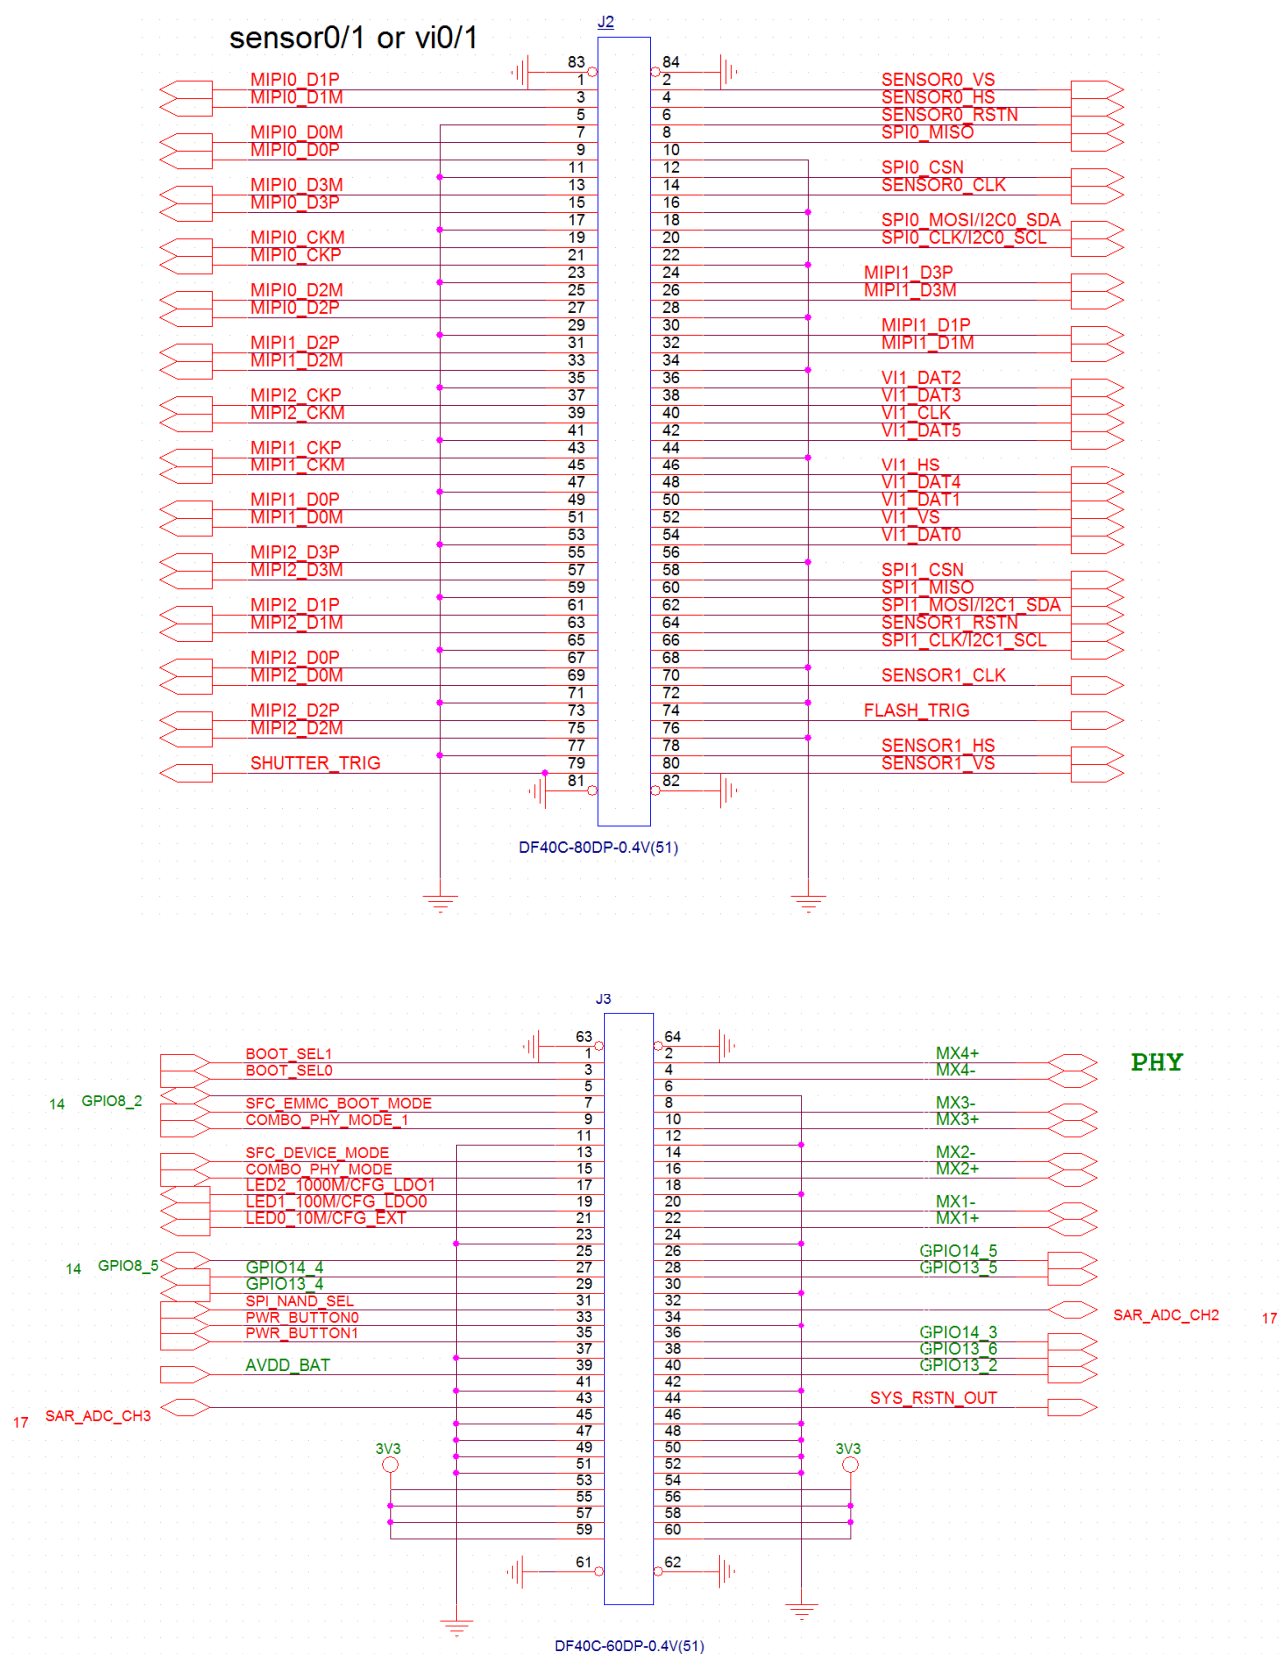 J2
sensor0/1 or vi0/1
83 84
MIPI0_D1P 1 2 SENSOR0_VS
MIPI0_D1M 3 4 SENSOR0_HS
5 6 SENSOR0_RSTN
MIPI0_D0M 7 8 SPI0_MISO
MIPI0_D0P 9 10
11 12 SPI0_CSN
MIPI0_D3M 13 14 SENSOR0_CLK
MIPI0_D3P 15 16
17 18 SPI0_MOSI/I2C0_SDA
MIPI0_CKM 19 20 SPI0_CLK/I2C0_SCL
MIPI0_CKP 21 22
23 24 MIPI1_D3P
MIPI0_D2M 25 26 MIPI1_D3M
MIPI0_D2P 27 28
29 30 MIPI1_D1P
MIPI1_D2P 31 32 MIPI1_D1M
MIPI1_D2M 33 34
35 36 VI1_DAT2
MIPI2_CKP 37 38 VI1_DAT3
MIPI2_CKM 39 40 VI1_CLK
41 42 VI1_DAT5
MIPI1_CKP 43 44
MIPI1_CKM 45 46 VI1_HS
47 48 VI1_DAT4
MIPI1_D0P 49 50 VI1_DAT1
MIPI1_D0M 51 52 VI1_VS
53 54 VI1_DAT0
MIPI2_D3P 55 56
MIPI2_D3M 57 58 SPI1_CSN
59 60 SPI1_MISO
MIPI2_D1P 61 62 SPI1_MOSI/I2C1_SDA
MIPI2_D1M 63 64 SENSOR1_RSTN
65 66 SPI1_CLK/I2C1_SCL
MIPI2_D0P 67 68
MIPI2_D0M 69 70 SENSOR1_CLK
71 72
MIPI2_D2P 73 74 FLASH_TRIG
MIPI2_D2M 75 76
77 78 SENSOR1_HS
SHUTTER_TRIG 79 80 SENSOR1_VS
81 82
DF40C-80DP-0.4V(51)
J3
63 64
BOOT_SEL1 1 2 MX4+ PHY
BOOT_SEL0 3 4 MX4-
5 6
14 GPIO8_2 SFC_EMMC_BOOT_MODE 7 8 MX3-
COMBO_PHY_MODE_1 9 10 MX3+
11 12
SFC_DEVICE_MODE 13 14 MX2-
COMBO_PHY_MODE 15 16 MX2+
LED2_1000M/CFG_LDO1 17 18
LED1_100M/CFG_LDO0 19 20 MX1-
LED0_10M/CFG_EXT 21 22 MX1+
23 24
25 26 GPIO14_5
14 GPIO8_5 GPIO14_4 27 28 GPIO13_5
GPIO13_4 29 30
SPI_NAND_SEL 31 32
PWR_BUTTON0 33 34 SAR_ADC_CH2 17
PWR_BUTTON1 35 36 GPIO14_3
37 38 GPIO13_6
AVDD_BAT 39 40 GPIO13_2
41 42
43 44 SYS_RSTN_OUT
17 SAR_ADC_CH3 45 46
47 48
3V3 49 50 3V3
51 52
53 54
55 56
57 58
59 60
61 62
DF40C-60DP-0.4V(51)